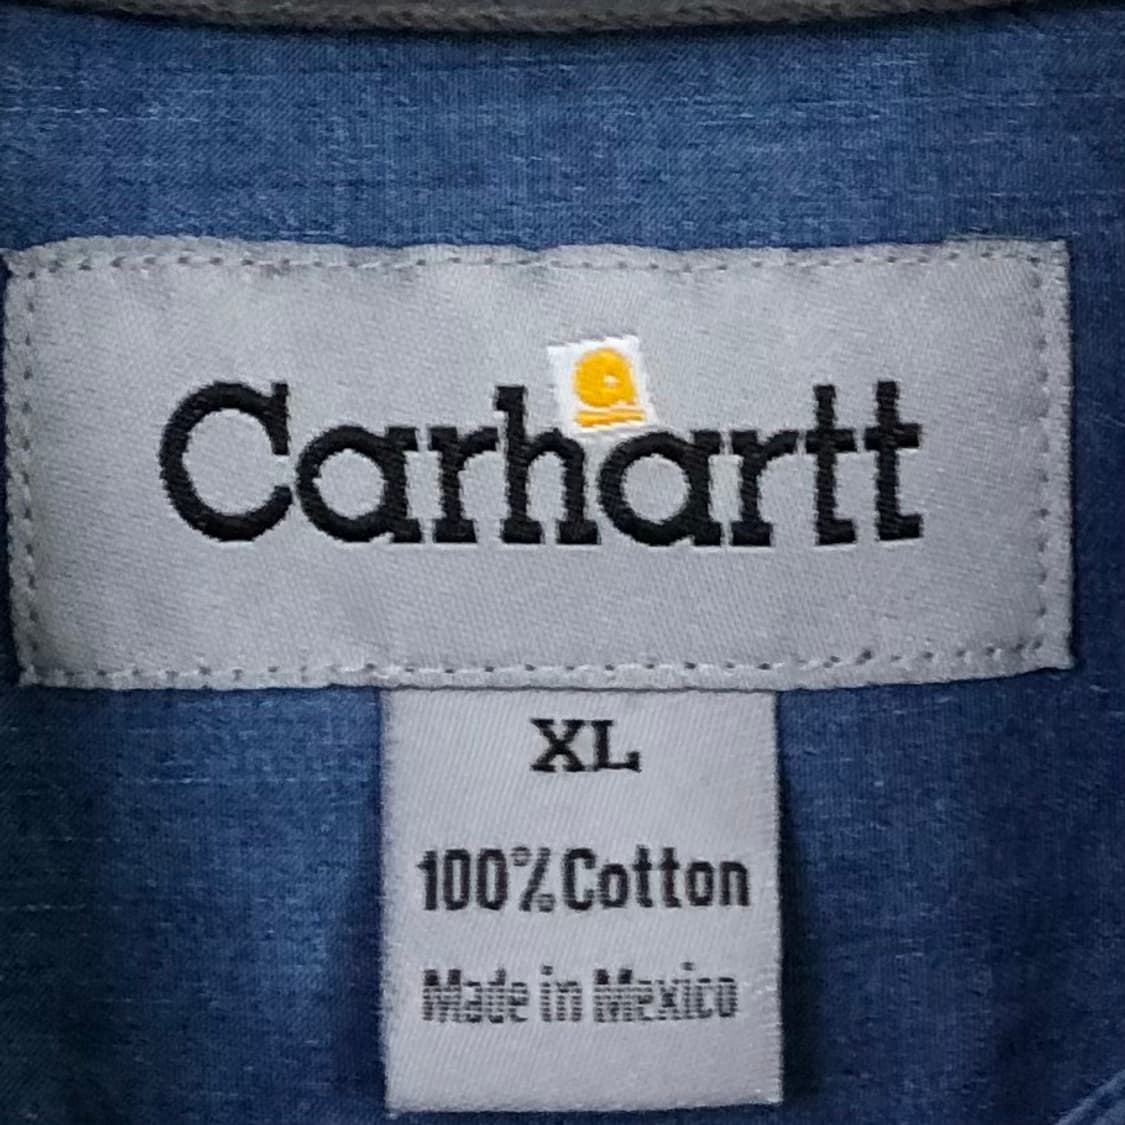 Carhartt
XL
100% Cotton
Made in Mexico